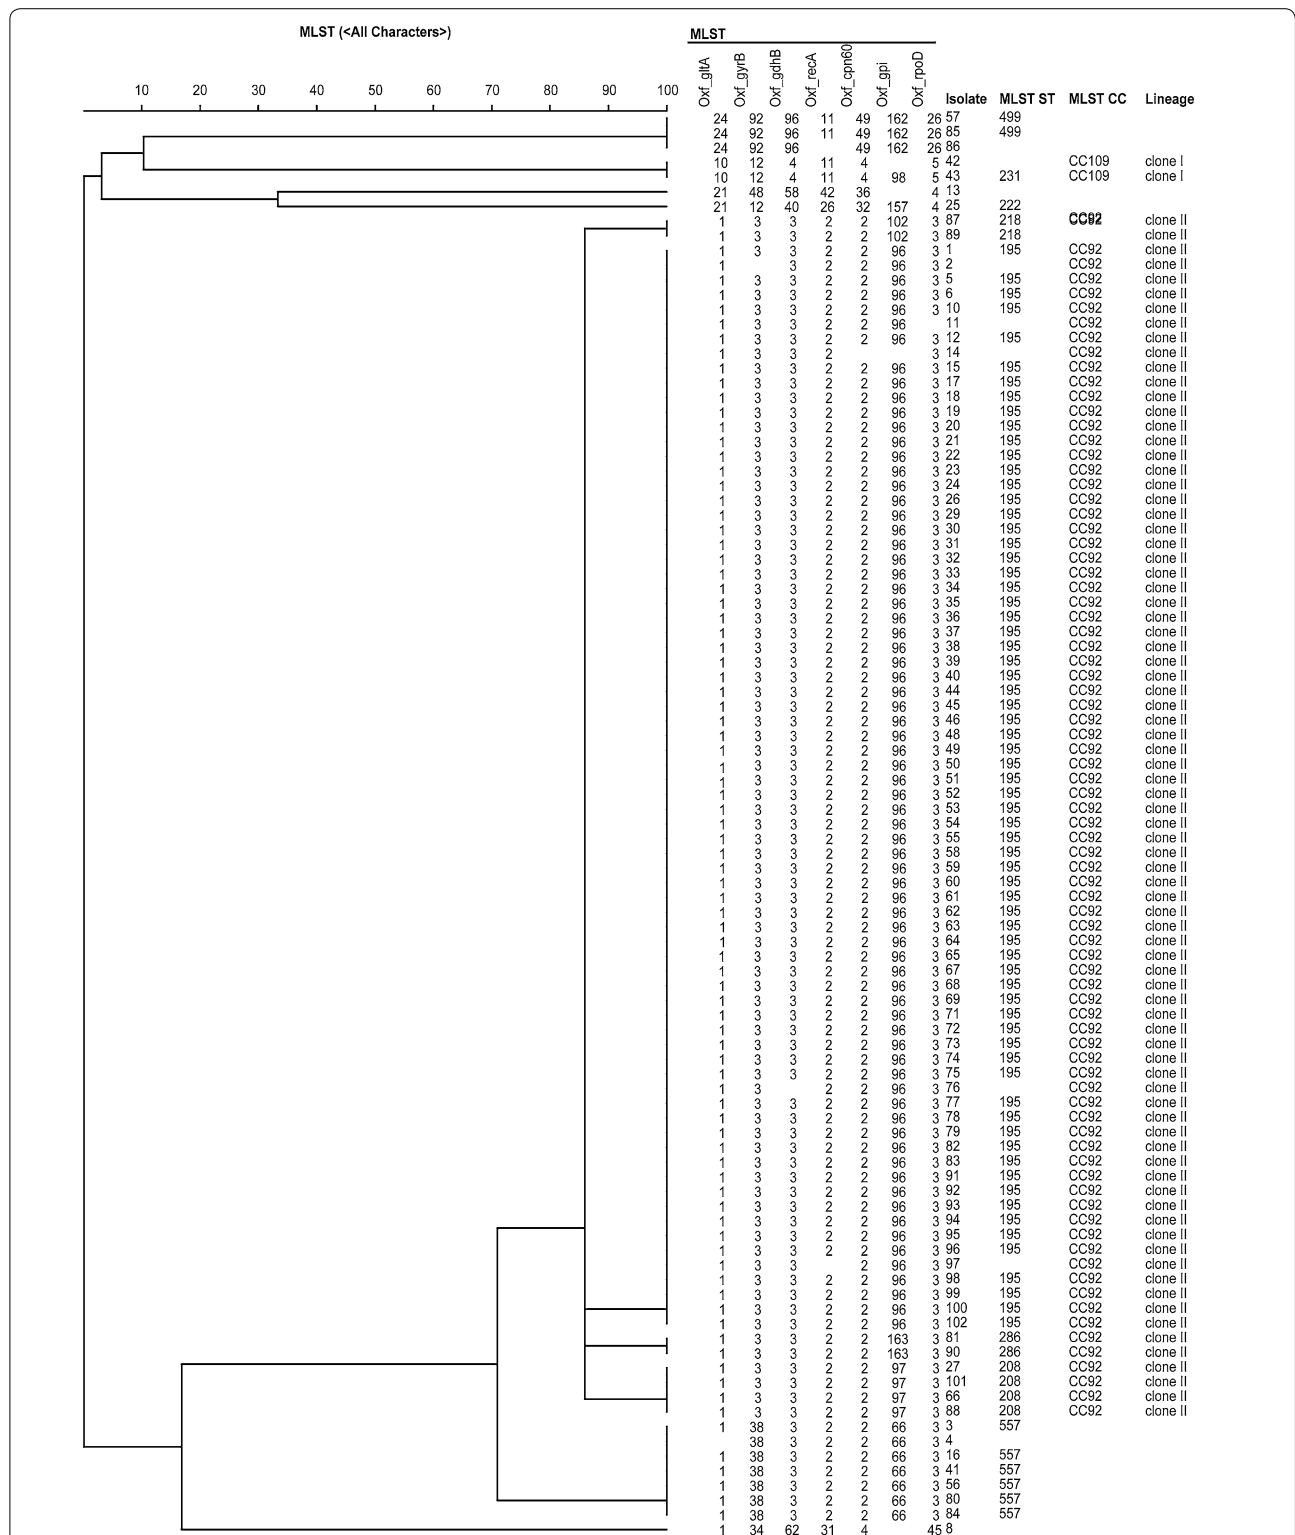 MLST (<All Characters>)
MLST
Oxf_gltA Oxf_gyrB Oxf_gdhB Oxf_recA Oxf_cpn60 Oxf_gpi Oxf_rpoD
10 20 30 40 50 60 70 80 90 100
Isolate MLST ST MLST CC Lineage
24 92 96 11 49 162 26 57 499
24 92 96 11 49 162 26 85 499
24 92 96 49 162 26 86
10 12 4 11 4 5 42 CC109 clone I
10 12 4 11 4 98 5 43 231 CC109 clone I
21 48 58 42 36 4 13
21 12 40 26 32 157 4 25 222
1 3 3 2 2 102 3 87 218 CC92 clone II
1 3 3 2 2 102 3 89 218 clone II
1 3 3 2 2 96 3 1 195 CC92 clone II
1 3 2 2 96 3 2 CC92 clone II
1 3 3 2 2 96 3 5 195 CC92 clone II
1 3 3 2 2 96 3 6 195 CC92 clone II
1 3 3 2 2 96 3 10 195 CC92 clone II
1 3 3 2 2 96 11 CC92 clone II
1 3 3 2 2 96 3 12 195 CC92 clone II
1 3 3 2 3 14 CC92 clone II
1 3 3 2 2 96 3 15 195 CC92 clone II
1 3 3 2 2 96 3 17 195 CC92 clone II
1 3 3 2 2 96 3 18 195 CC92 clone II
1 3 3 2 2 96 3 19 195 CC92 clone II
1 3 3 2 2 96 3 20 195 CC92 clone II
1 3 3 2 2 96 3 21 195 CC92 clone II
1 3 3 2 2 96 3 22 195 CC92 clone II
1 3 3 2 2 96 3 23 195 CC92 clone II
1 3 3 2 2 96 3 24 195 CC92 clone II
1 3 3 2 2 96 3 26 195 CC92 clone II
1 3 3 2 2 96 3 29 195 CC92 clone II
1 3 3 2 2 96 3 30 195 CC92 clone II
1 3 3 2 2 96 3 31 195 CC92 clone II
1 3 3 2 2 96 3 32 195 CC92 clone II
1 3 3 2 2 96 3 33 195 CC92 clone II
1 3 3 2 2 96 3 34 195 CC92 clone II
1 3 3 2 2 96 3 35 195 CC92 clone II
1 3 3 2 2 96 3 36 195 CC92 clone II
1 3 3 2 2 96 3 37 195 CC92 clone II
1 3 3 2 2 96 3 38 195 CC92 clone II
1 3 3 2 2 96 3 39 195 CC92 clone II
1 3 3 2 2 96 3 40 195 CC92 clone II
1 3 3 2 2 96 3 44 195 CC92 clone II
1 3 3 2 2 96 3 45 195 CC92 clone II
1 3 3 2 2 96 3 46 195 CC92 clone II
1 3 3 2 2 96 3 48 195 CC92 clone II
1 3 3 2 2 96 3 49 195 CC92 clone II
1 3 3 2 2 96 3 50 195 CC92 clone II
1 3 3 2 2 96 3 51 195 CC92 clone II
1 3 3 2 2 96 3 52 195 CC92 clone II
1 3 3 2 2 96 3 53 195 CC92 clone II
1 3 3 2 2 96 3 54 195 CC92 clone II
1 3 3 2 2 96 3 55 195 CC92 clone II
1 3 3 2 2 96 3 58 195 CC92 clone II
1 3 3 2 2 96 3 59 195 CC92 clone II
1 3 3 2 2 96 3 60 195 CC92 clone II
1 3 3 2 2 96 3 61 195 CC92 clone II
1 3 3 2 2 96 3 62 195 CC92 clone II
1 3 3 2 2 96 3 63 195 CC92 clone II
1 3 3 2 2 96 3 64 195 CC92 clone II
1 3 3 2 2 96 3 65 195 CC92 clone II
1 3 3 2 2 96 3 67 195 CC92 clone II
1 3 3 2 2 96 3 68 195 CC92 clone II
1 3 3 2 2 96 3 69 195 CC92 clone II
1 3 3 2 2 96 3 71 195 CC92 clone II
1 3 3 2 2 96 3 72 195 CC92 clone II
1 3 3 2 2 96 3 73 195 CC92 clone II
1 3 3 2 2 96 3 74 195 CC92 clone II
1 3 3 2 2 96 3 75 195 CC92 clone II
1 3 2 2 96 3 76 CC92 clone II
1 3 3 2 2 96 3 77 195 CC92 clone II
1 3 3 2 2 96 3 78 195 CC92 clone II
1 3 3 2 2 96 3 79 195 CC92 clone II
1 3 3 2 2 96 3 82 195 CC92 clone II
1 3 3 2 2 96 3 83 195 CC92 clone II
1 3 3 2 2 96 3 91 195 CC92 clone II
1 3 3 2 2 96 3 92 195 CC92 clone II
1 3 3 2 2 96 3 93 195 CC92 clone II
1 3 3 2 2 96 3 94 195 CC92 clone II
1 3 3 2 2 96 3 95 195 CC92 clone II
1 3 3 2 2 96 3 96 195 CC92 clone II
1 3 3 2 96 3 97 CC92 clone II
1 3 3 2 2 96 3 98 195 CC92 clone II
1 3 3 2 2 96 3 99 195 CC92 clone II
1 3 3 2 2 96 3 100 195 CC92 clone II
1 3 3 2 2 96 3 102 195 CC92 clone II
1 3 3 2 2 163 3 81 286 CC92 clone II
1 3 3 2 2 163 3 90 286 CC92 clone II
1 3 3 2 2 97 3 27 208 CC92 clone II
1 3 3 2 2 97 3 101 208 CC92 clone II
1 3 3 2 2 97 3 66 208 CC92 clone II
1 3 3 2 2 97 3 88 208 CC92 clone II
1 38 3 2 2 66 3 3 557
38 3 2 2 66 3 4
1 38 3 2 2 66 3 16 557
1 38 3 2 2 66 3 41 557
1 38 3 2 2 66 3 56 557
1 38 3 2 2 66 3 80 557
1 38 3 2 2 66 3 84 557
1 34 62 31 4 45 8